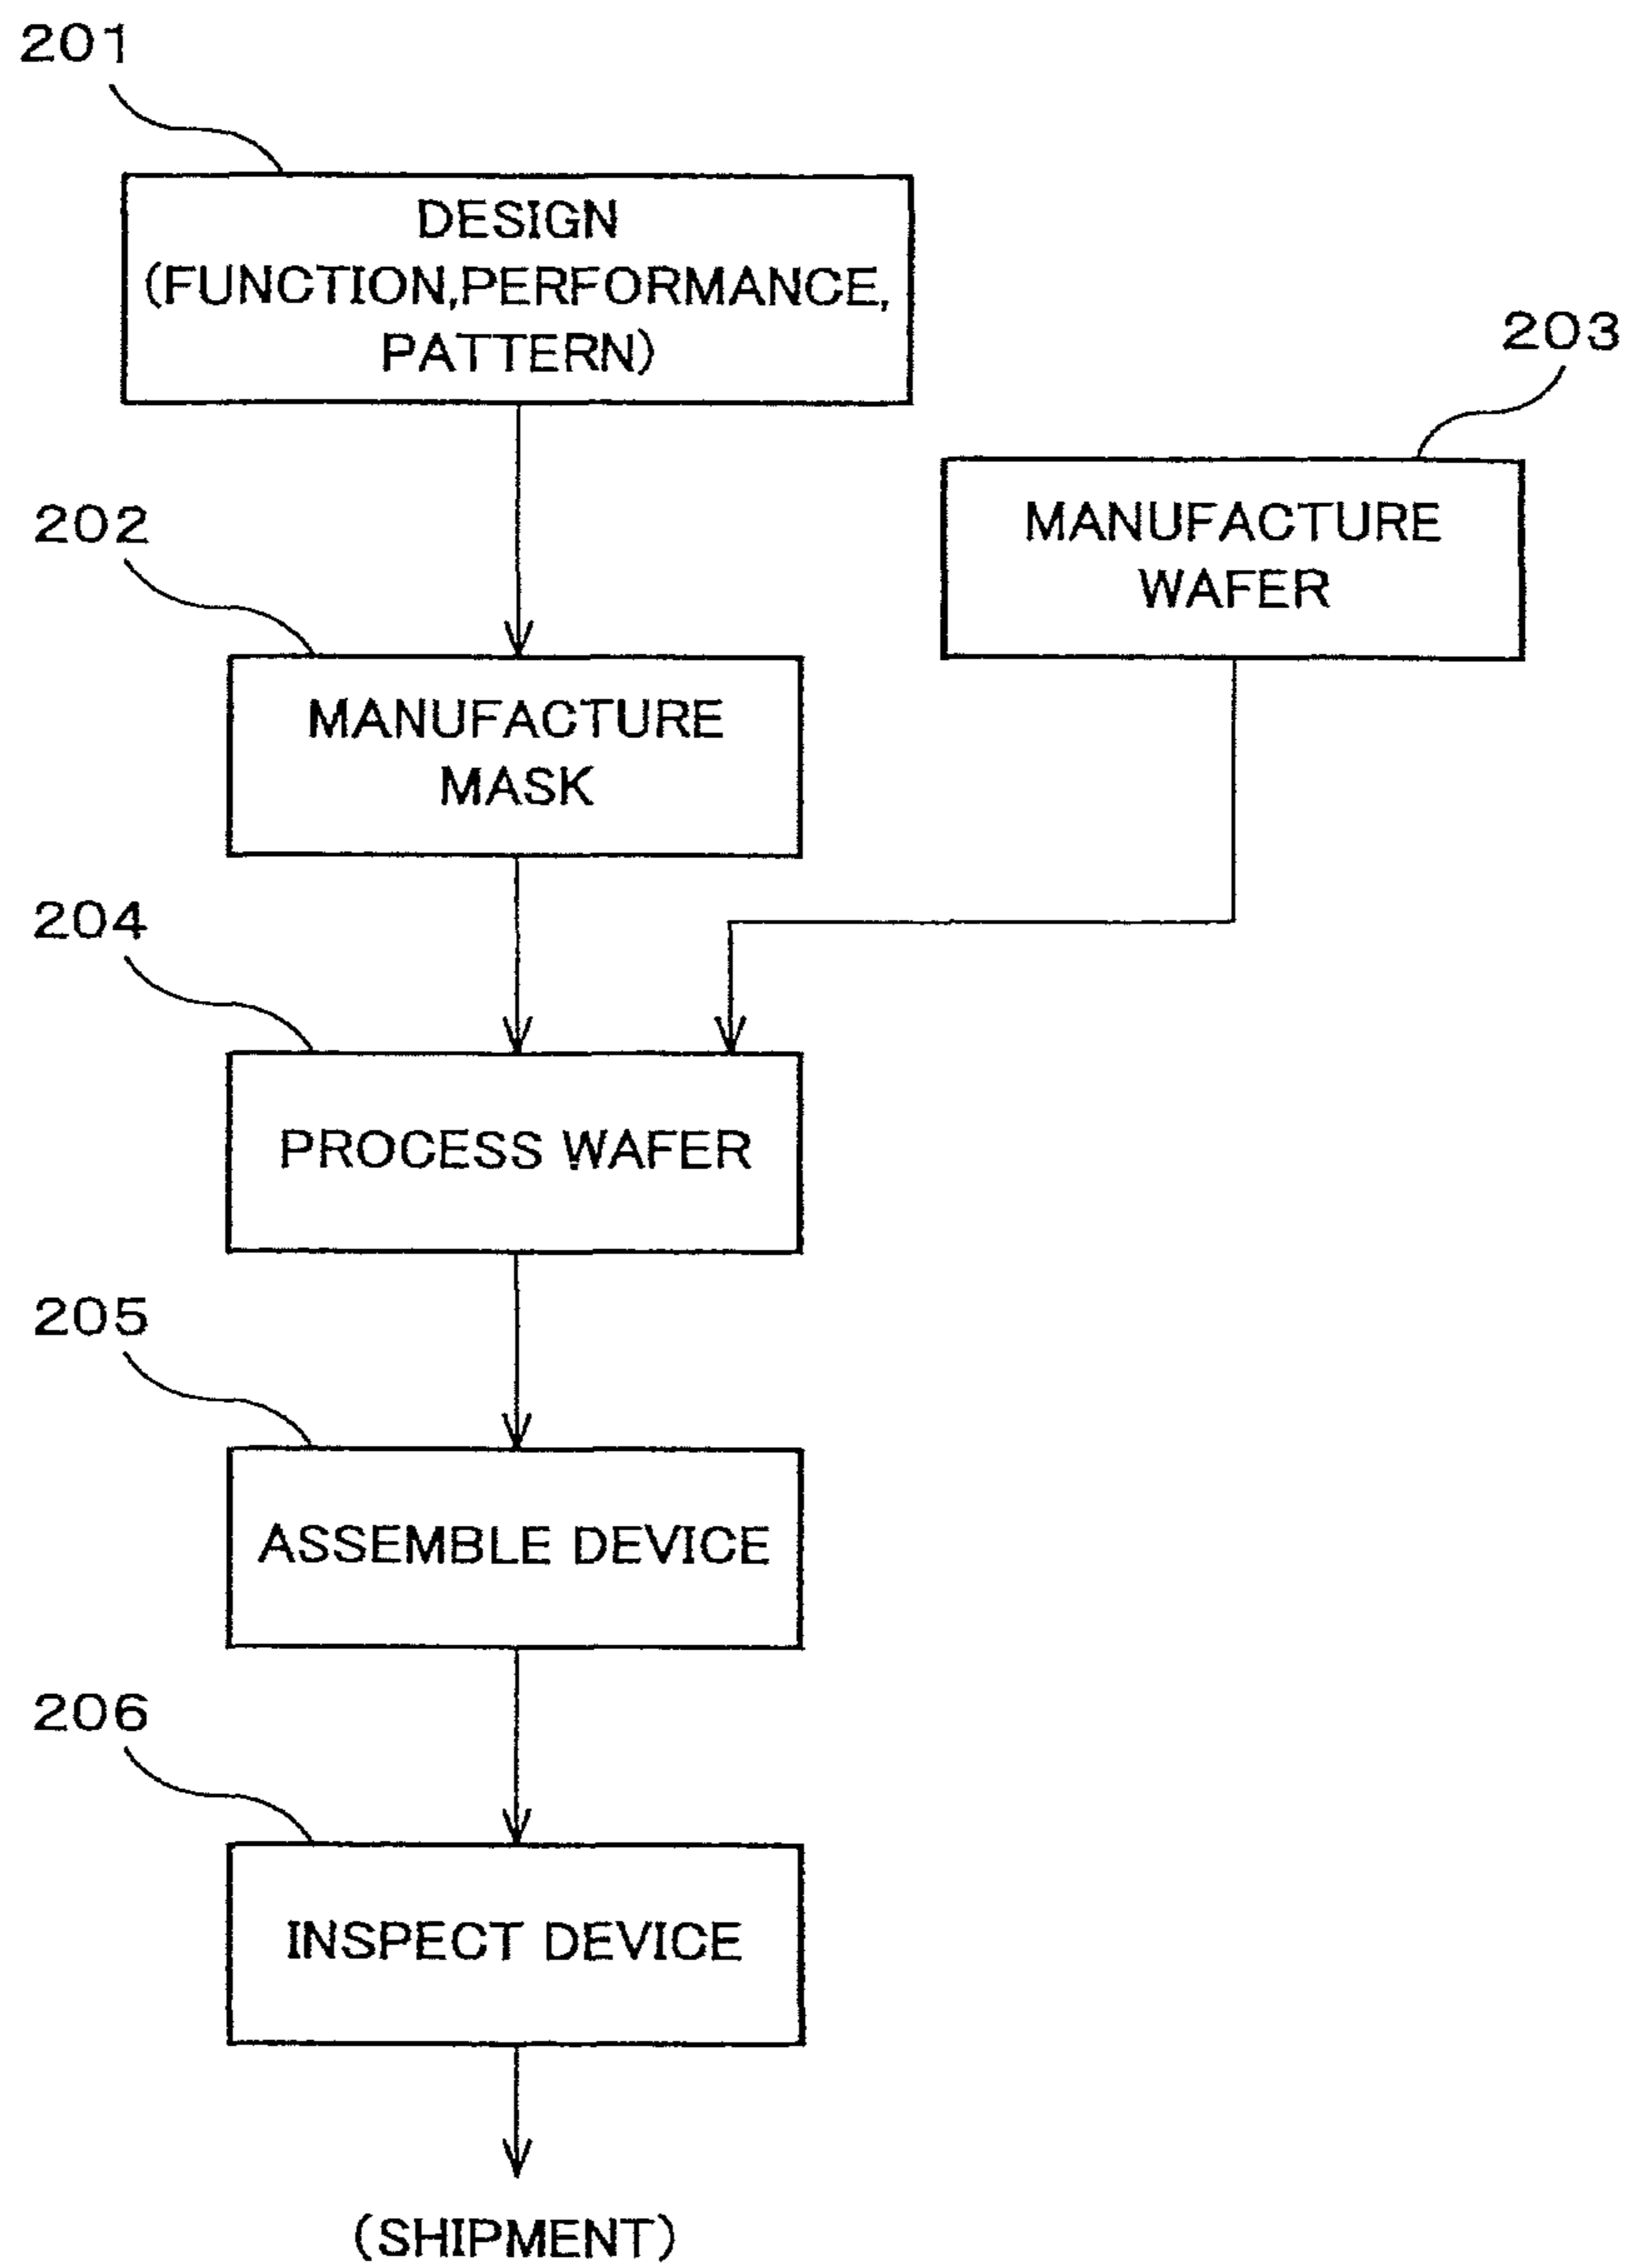 201
DESIGN
(FUNCTION,PERFORMANCE,
PATTERN)
203
MANUFACTURE
WAFER
202
MANUFACTURE
MASK
204
PROCESS WAFER
205
ASSEMBLE DEVICE
206
INSPECT DEVICE
(SHIPMENT)